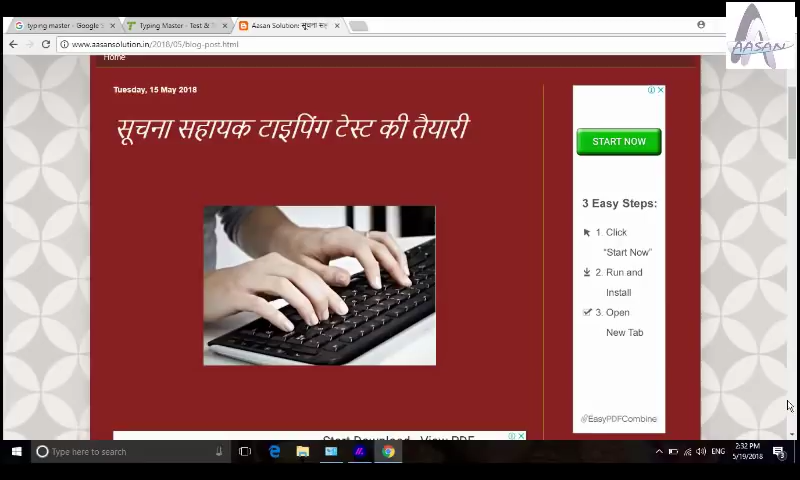 typing master - Google S
Typing Master - Test & T
Aasan Solution: सूचना सह
www.aasansolution.in/2018/05/blog-post.html
AASAN
Home
Tuesday, 15 May 2018
सूचना सहायक टाइपिंग टेस्ट की तैयारी
START NOW
3 Easy Steps:
1. Click
"Start Now"
2. Run and
Install
3. Open
New Tab
EasyPDFCombine
Start Download - View PDF
Type here to search
ENG
2:32 PM
5/19/2018